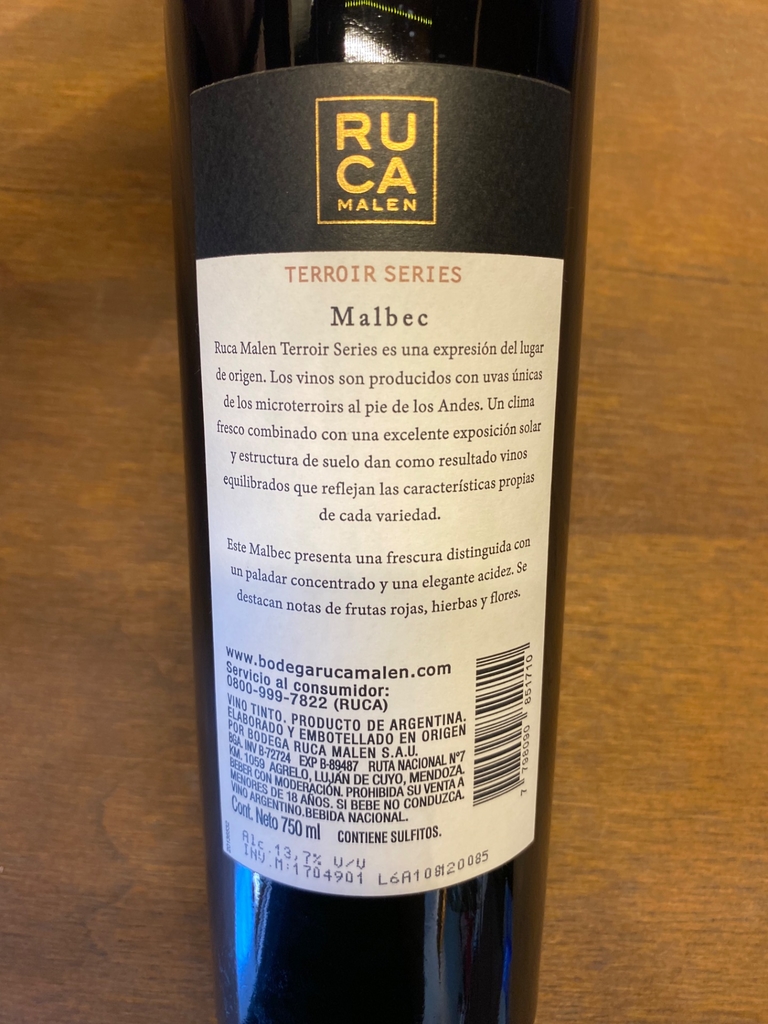 RU
CA
MALEN
TERROIR SERIES
Malbec
Ruca Malen Terroir Series es una expresión del lugar
de origen. Los vinos son producidos con uvas únicas
de los microterroirs al pie de los Andes. Un clima
fresco combinado con una excelente exposición solar
y estructura de suelo dan como resultado vinos
equilibrados que reflejan las características propias
de cada variedad.
Este Malbec presenta una frescura distinguida con
un paladar concentrado y una elegante acidez. Se
destacan notas de frutas rojas, hierbas y flores.
www.bodegarucamalen.com
Servicio al consumidor:
0800-999-7822 (RUCA)
VINO TINTO. PRODUCTO DE ARGENTINA.
ELABORADO Y EMBOTELLADO EN ORIGEN
POR BODEGA RUCA MALEN S.A.U.
BGA. INV B-72724 EXP B-89487 RUTA NACIONAL N°7
KM. 1059 AGRELO, LUJÁN DE CUYO, MENDOZA.
BEBER CON MODERACIÓN. PROHIBIDA SU VENTA A
MENORES DE 18 AÑOS. SI BEBE NO CONDUZCA.
VINO ARGENTINO.BEBIDA NACIONAL.
Cont. Neto 750 ml CONTIENE SULFITOS.
Alc.13,7% V/V
INV.M:1704901 L6A108120085
7 798090 851710